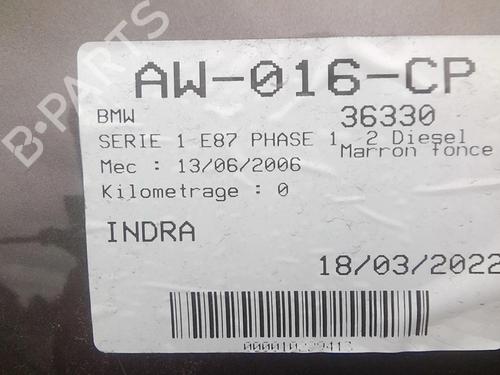 B-PARTS
AW-016-CP
BMW 36330
SERIE 1 E87 PHASE 1 2 Diesel
Marron fonce
Mec : 13/06/2006
Kilometrage : 0
INDRA
18/03/2022